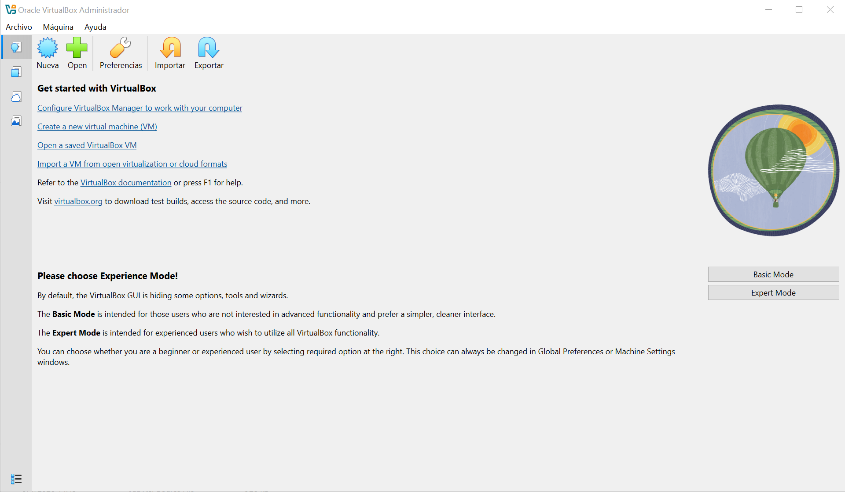 Oracle VirtualBox Administrador
Archivo Máquina Ayuda
Nueva Open Preferencias Importar Exportar
Get started with VirtualBox
Configure VirtualBox Manager to work with your computer
Create a new virtual machine (VM)
Open a saved VirtualBox VM
Import a VM from open virtualization or cloud formats
Refer to the VirtualBox documentation or press F1 for help.
Visit virtualbox.org to download test builds, access the source code, and more.
Please choose Experience Mode!
By default, the VirtualBox GUI is hiding some options, tools and wizards.
The Basic Mode is intended for those users who are not interested in advanced functionality and prefer a simpler, cleaner interface.
The Expert Mode is intended for experienced users who wish to utilize all VirtualBox functionality.
You can choose whether you are a beginner or experienced user by selecting required option at the right. This choice can always be changed in Global Preferences or Machine Settings
windows.
Basic Mode
Expert Mode